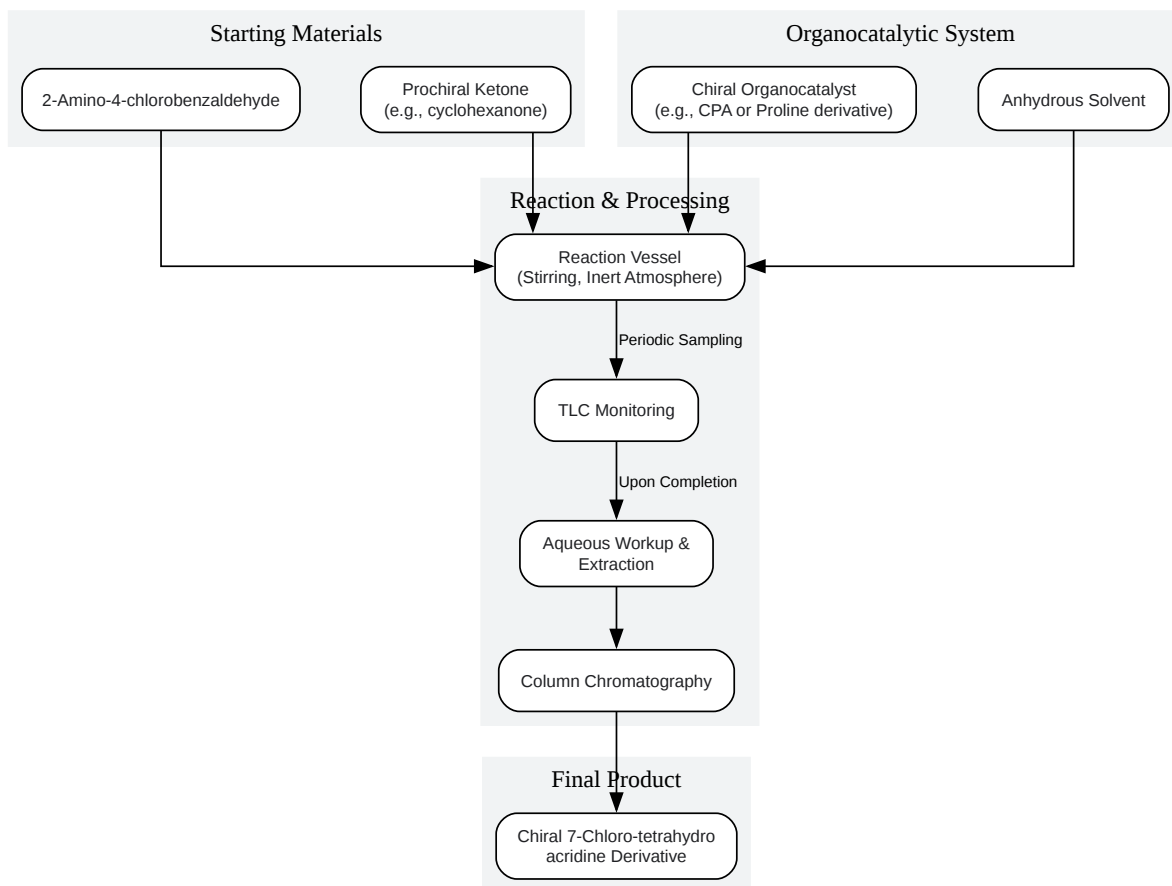 Starting Materials
Organocatalytic System
2-Amino-4-chlorobenzaldehyde
Prochiral Ketone
(e.g., cyclohexanone)
Chiral Organocatalyst
(e.g., CPA or Proline derivative)
Anhydrous Solvent
Reaction & Processing
Reaction Vessel
(Stirring, Inert Atmosphere)
Periodic Sampling
TLC Monitoring
Upon Completion
Aqueous Workup &
Extraction
Column Chromatography
Final Product
Chiral 7-Chloro-tetrahydro
acridine Derivative